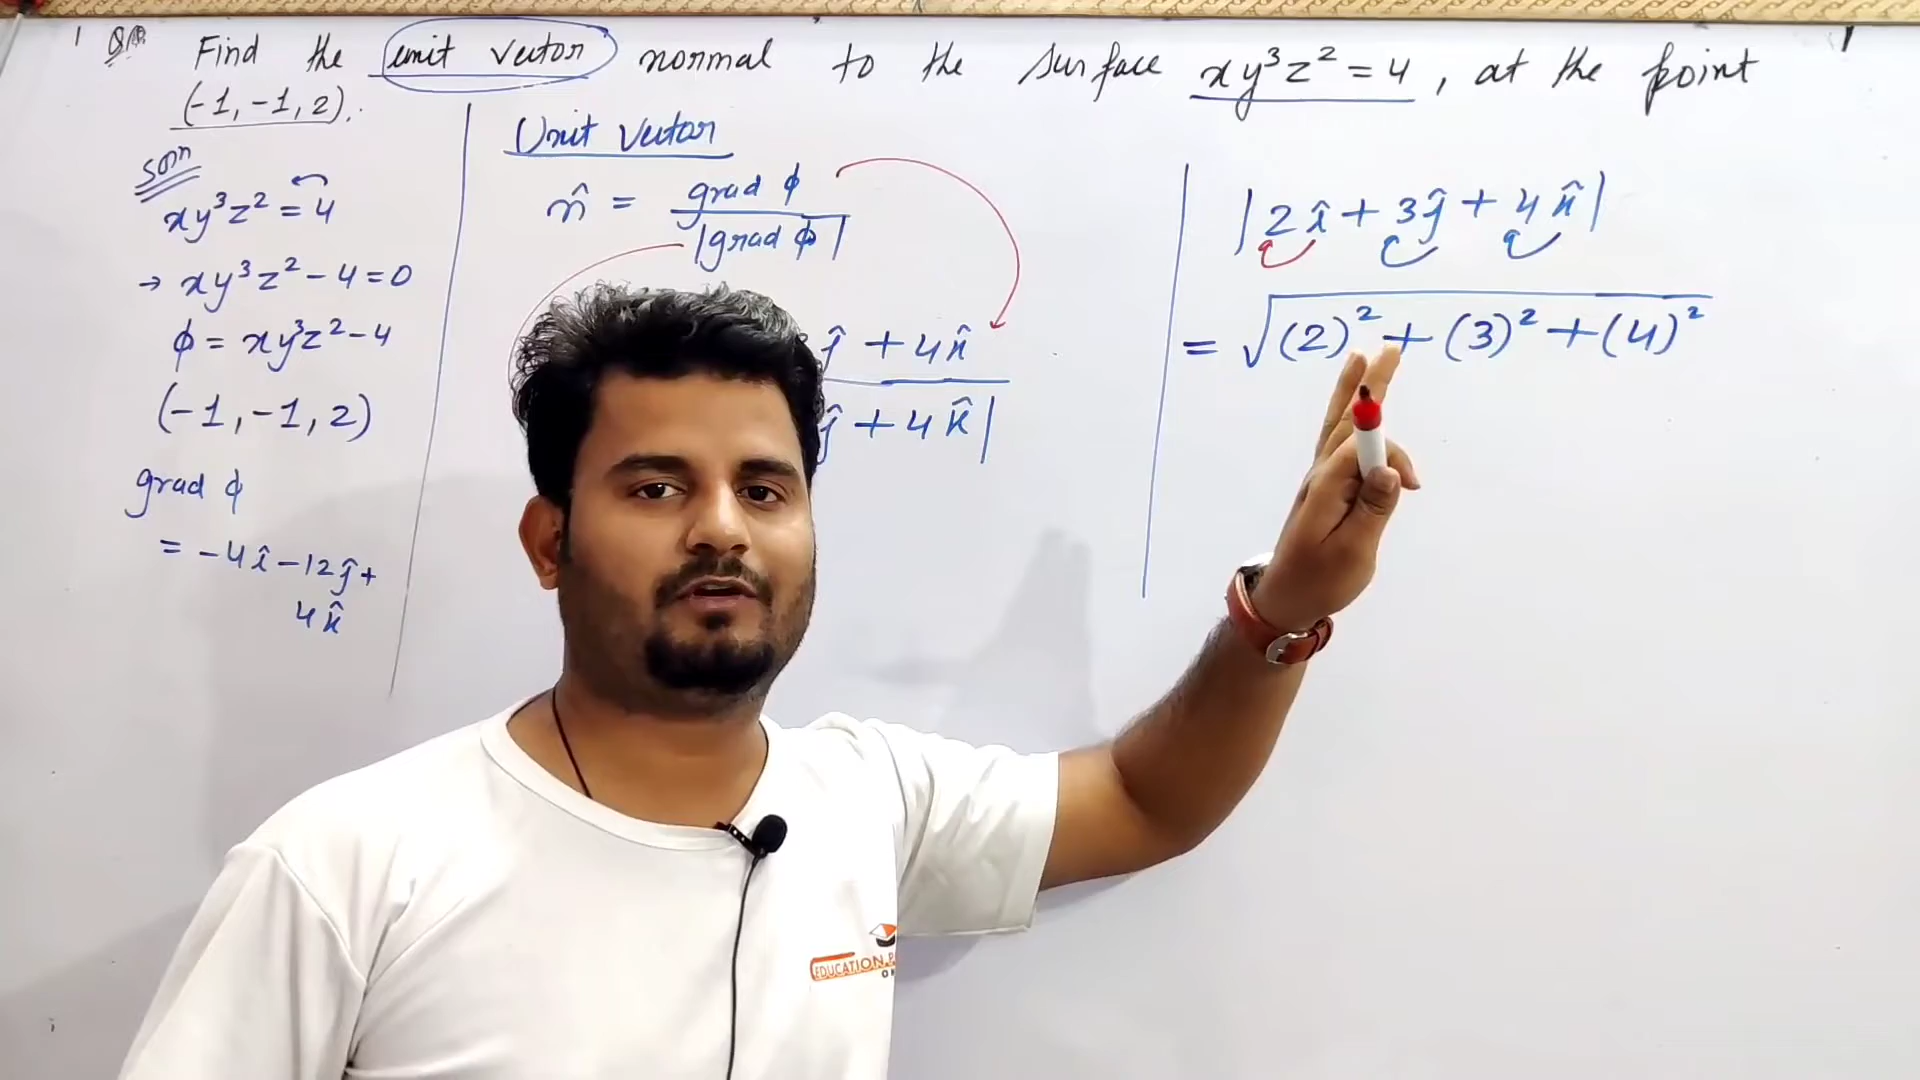 Find the unit vector normal to the surface xy³z² = 4, at the point
(-1, -1, 2).
Soln
xy³z² = 4
→ xy³z² - 4 = 0
ϕ = xy³z² - 4
(-1, -1, 2)
grad ϕ
= -4î - 12ĵ +
4k̂
Unit Vector
n̂ = grad ϕ
|grad ϕ|
ĵ + 4k̂
ĵ + 4k̂|
|2î + 3ĵ + 4k̂|
= √(2)² + (3)² + (4)²
EDUCATION